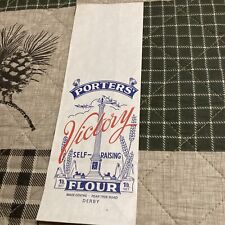 PORTERS'
Victory
SELF-RAISING
FLOUR
DERBY